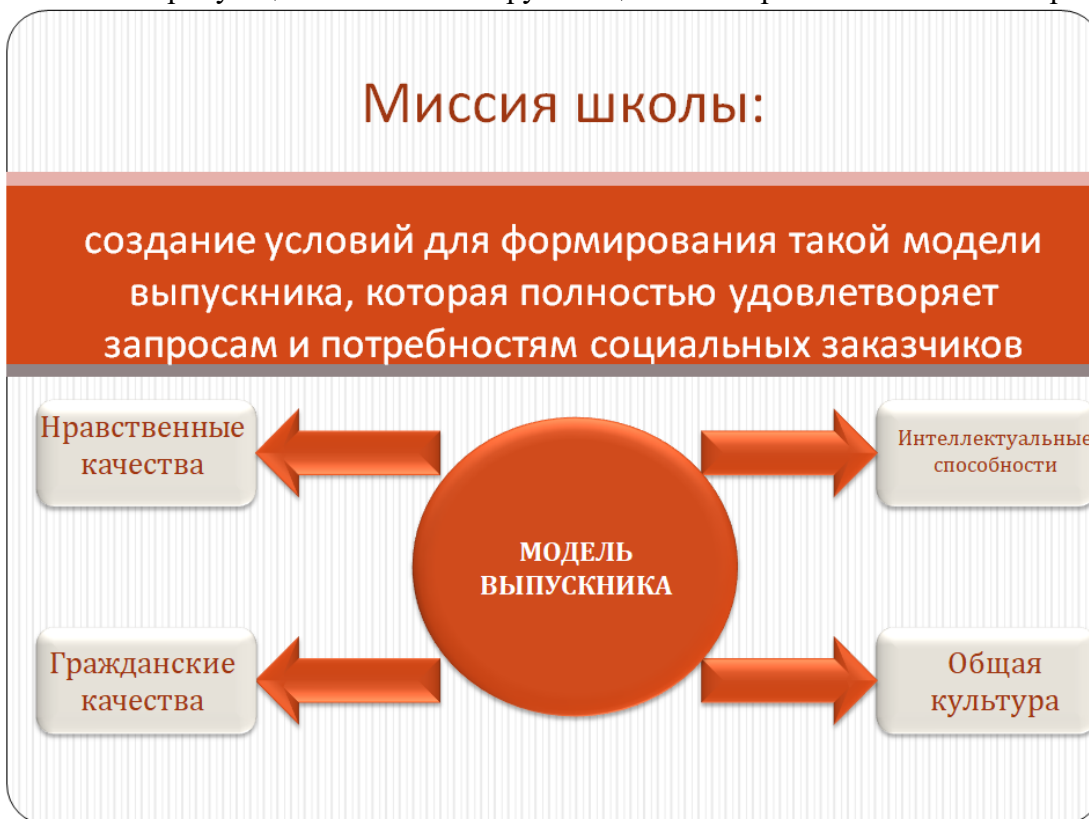 Миссия школы:
создание условий для формирования такой модели
выпускника, которая полностью удовлетворяет
запросам и потребностям социальных заказчиков
Нравственные
качества
Интеллектуальные
способности
МОДЕЛЬ
ВЫПУСКНИКА
Гражданские
качества
Общая
культура